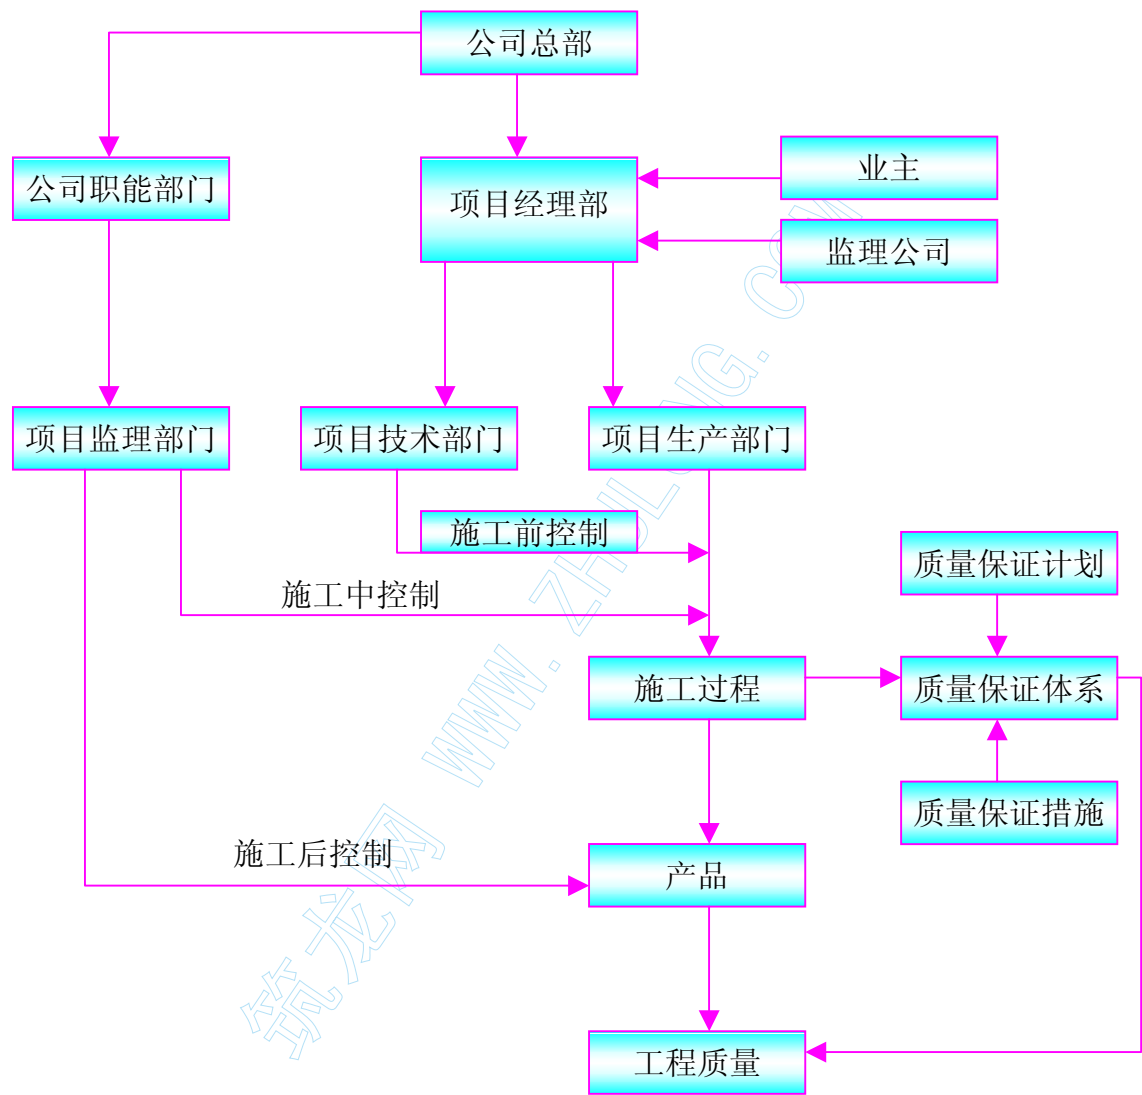 公司总部
公司职能部门
项目经理部
业主
监理公司
项目监理部门
项目技术部门
项目生产部门
施工前控制
质量保证计划
施工中控制
施工过程
质量保证体系
质量保证措施
施工后控制
产品
工程质量
筑龙网 WWW.ZHULONG.COM